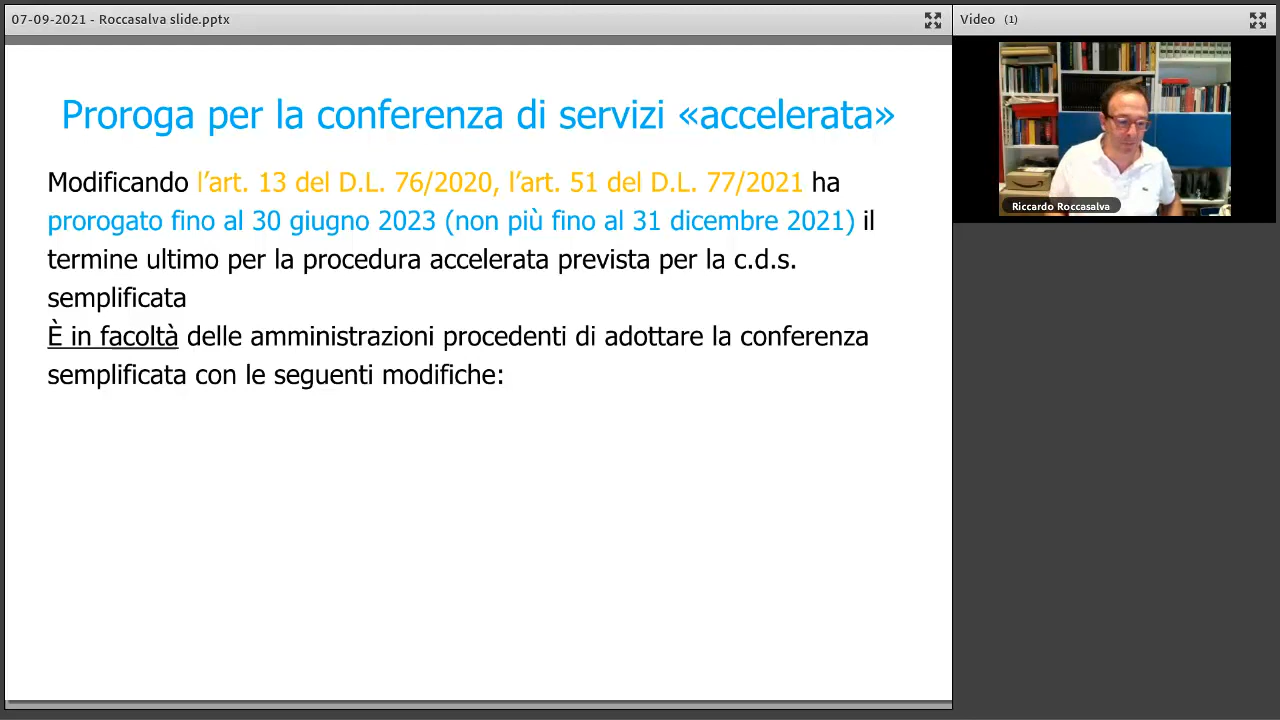 07-09-2021 - Roccasalva slide.pptx
Video (1)
Proroga per la conferenza di servizi «accelerata»
Modificando l’art. 13 del D.L. 76/2020, l’art. 51 del D.L. 77/2021 ha
prorogato fino al 30 giugno 2023 (non più fino al 31 dicembre 2021) il
termine ultimo per la procedura accelerata prevista per la c.d.s.
semplificata
È in facoltà delle amministrazioni procedenti di adottare la conferenza
semplificata con le seguenti modifiche:
Riccardo Roccasalva